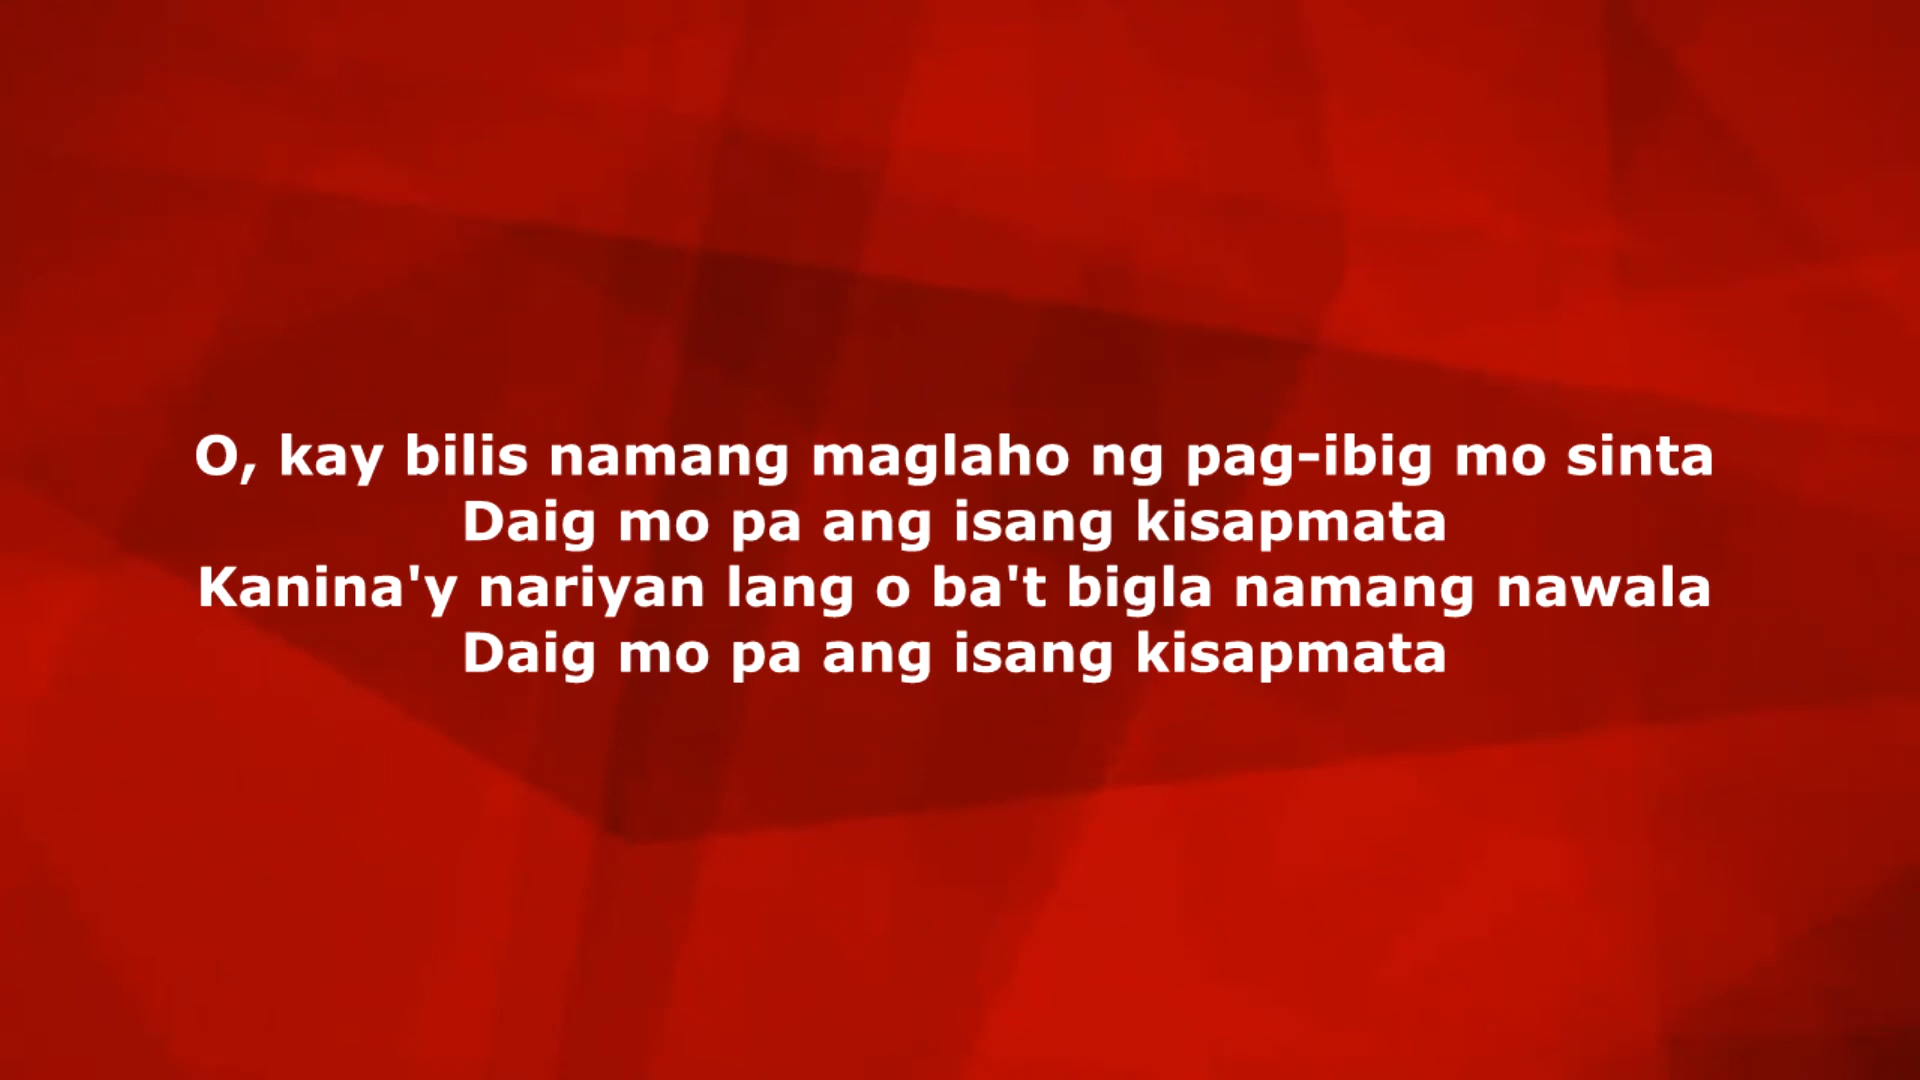 O, kay bilis namang maglaho ng pag-ibig mo sinta
Daig mo pa ang isang kisapmata
Kanina'y nariyan lang o ba't bigla namang nawala
Daig mo pa ang isang kisapmata